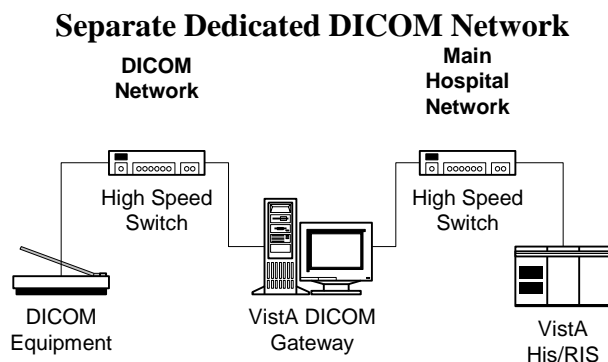 Separate Dedicated DICOM Network
DICOM
Network
Main
Hospital
Network
High Speed
Switch
High Speed
Switch
DICOM
Equipment
VistA DICOM
Gateway
VistA
His/RIS